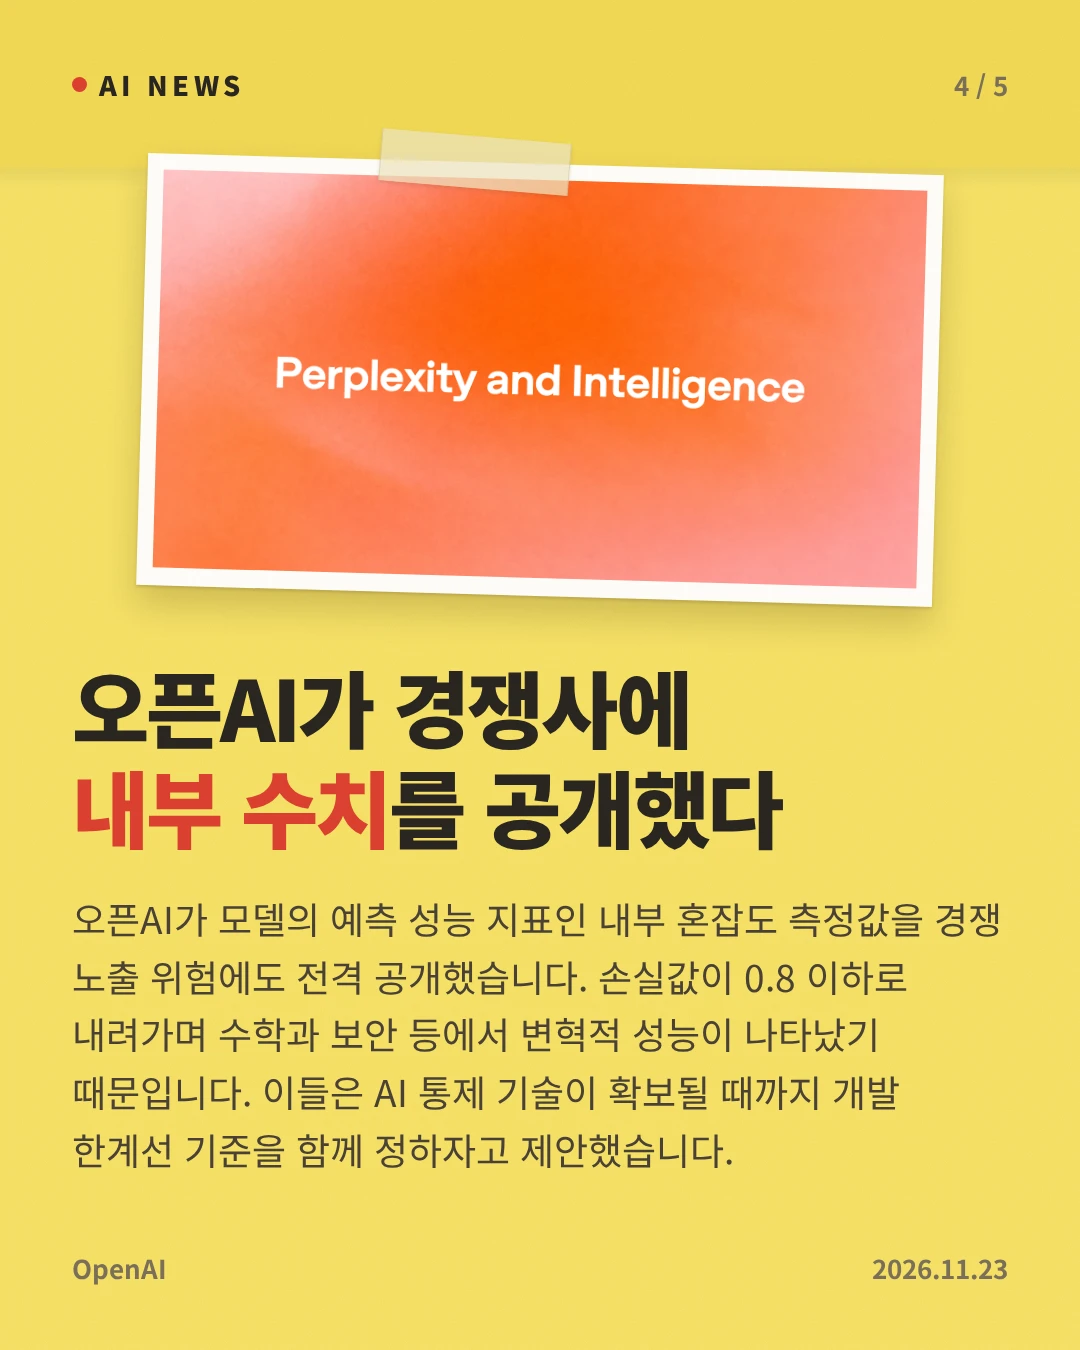 AI NEWS
4 / 5
Perplexity and Intelligence
오픈AI가 경쟁사에
내부 수치를 공개했다
오픈AI가 모델의 예측 성능 지표인 내부 혼잡도 측정값을 경쟁
노출 위험에도 전격 공개했습니다. 손실값이 0.8 이하로
내려가며 수학과 보안 등에서 변혁적 성능이 나타났기
때문입니다. 이들은 AI 통제 기술이 확보될 때까지 개발
한계선 기준을 함께 정하자고 제안했습니다.
OpenAI
2026.11.23